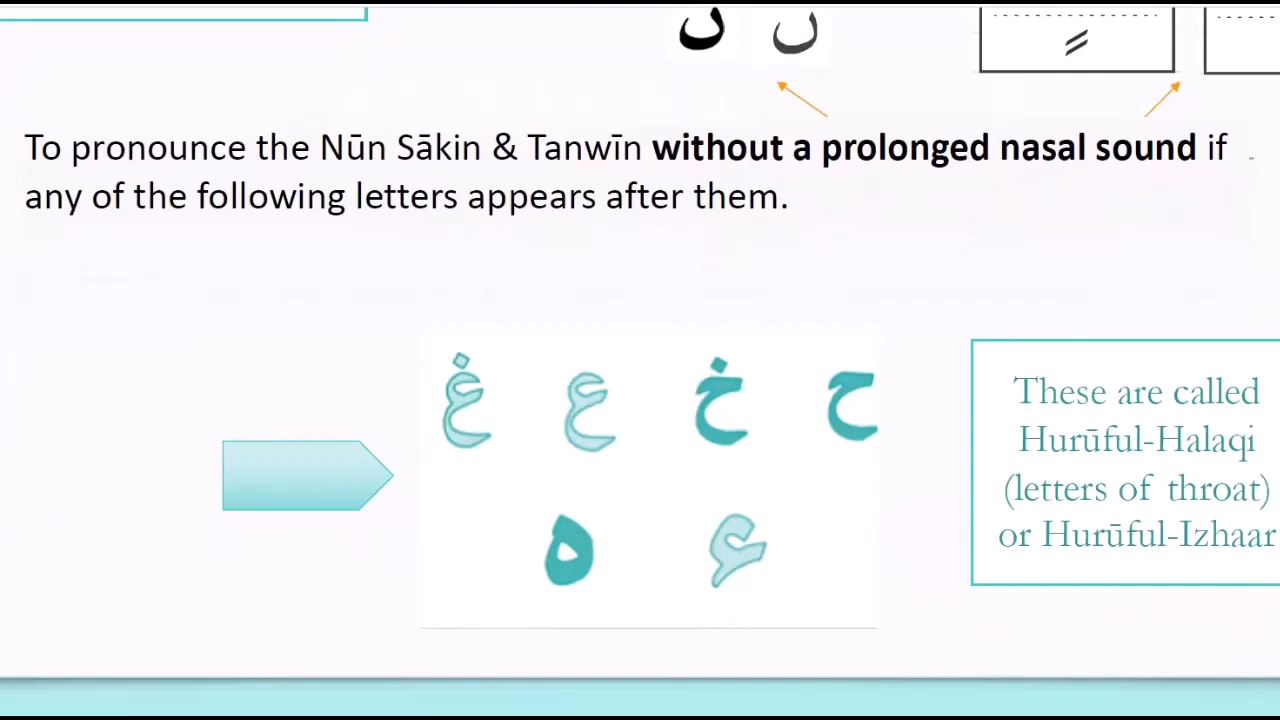 To pronounce the Nūn Sākin & Tanwīn without a prolonged nasal sound if
any of the following letters appears after them.
غ ع خ ح
ه ء
These are called
Hurūful-Halaqi
(letters of throat)
or Hurūful-Izhaar